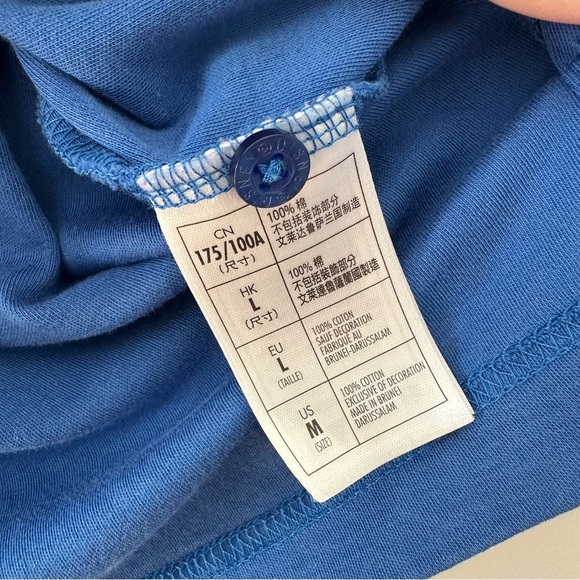 CN
175/100A
(尺寸)
100% 棉
不包括装饰部分
文莱达鲁萨兰国制造
HK
L
(尺寸)
100% 棉
不包括装飾部分
文萊達魯薩蘭國製造
EU
L
(TAILLE)
100% COTON
SAUF DECORATION
FABRIQUE AU
BRUNEI-DARUSSALAM
US
M
(SIZE)
100% COTTON
EXCLUSIVE OF DECORATION
MADE IN BRUNEI
DARUSSALAM